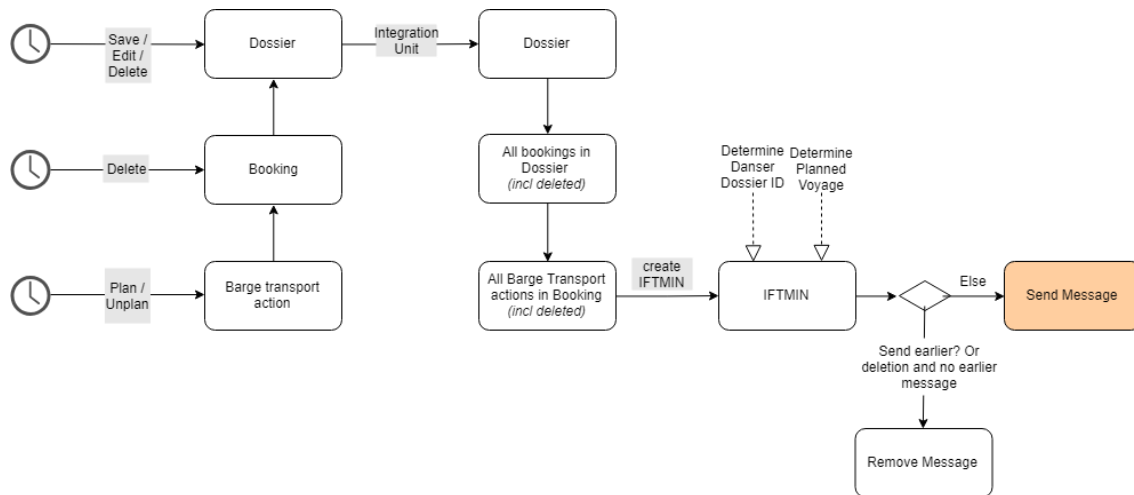 Save /
Edit /
Delete
Dossier
Integration
Unit
Dossier
Delete
Booking
All bookings in
Dossier
(incl deleted)
Determine
Danser
Dossier ID
Determine
Planned
Voyage
Plan /
Unplan
Barge transport
action
All Barge Transport
actions in Booking
(incl deleted)
create
IFTMIN
IFTMIN
Else
Send Message
Send earlier? Or
deletion and no earlier
message
Remove Message